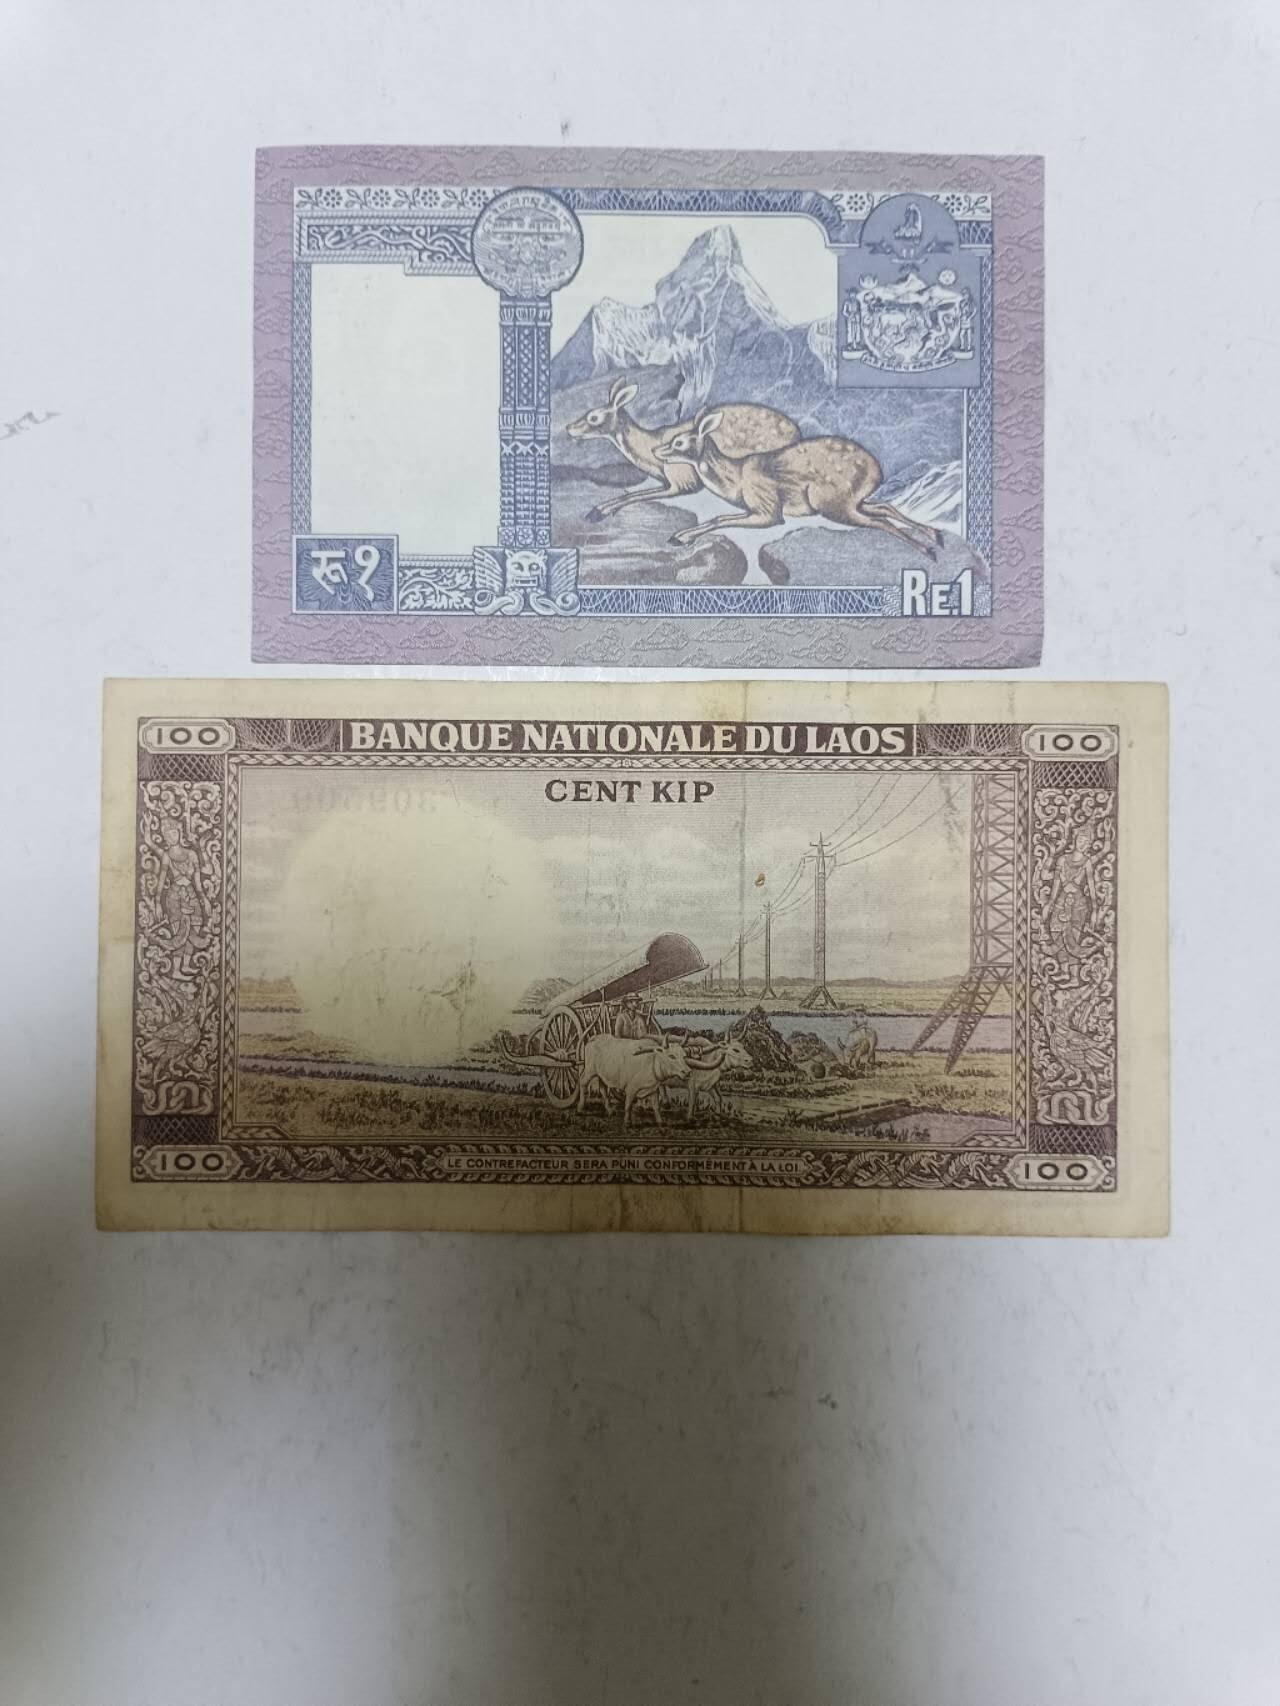 रू १
RE.1
BANQUE NATIONALE DU LAOS
100
100
CENT KIP
LE CONTREFACTEUR SERA PUNI CONFORMÉMENT À LA LOI
100
100